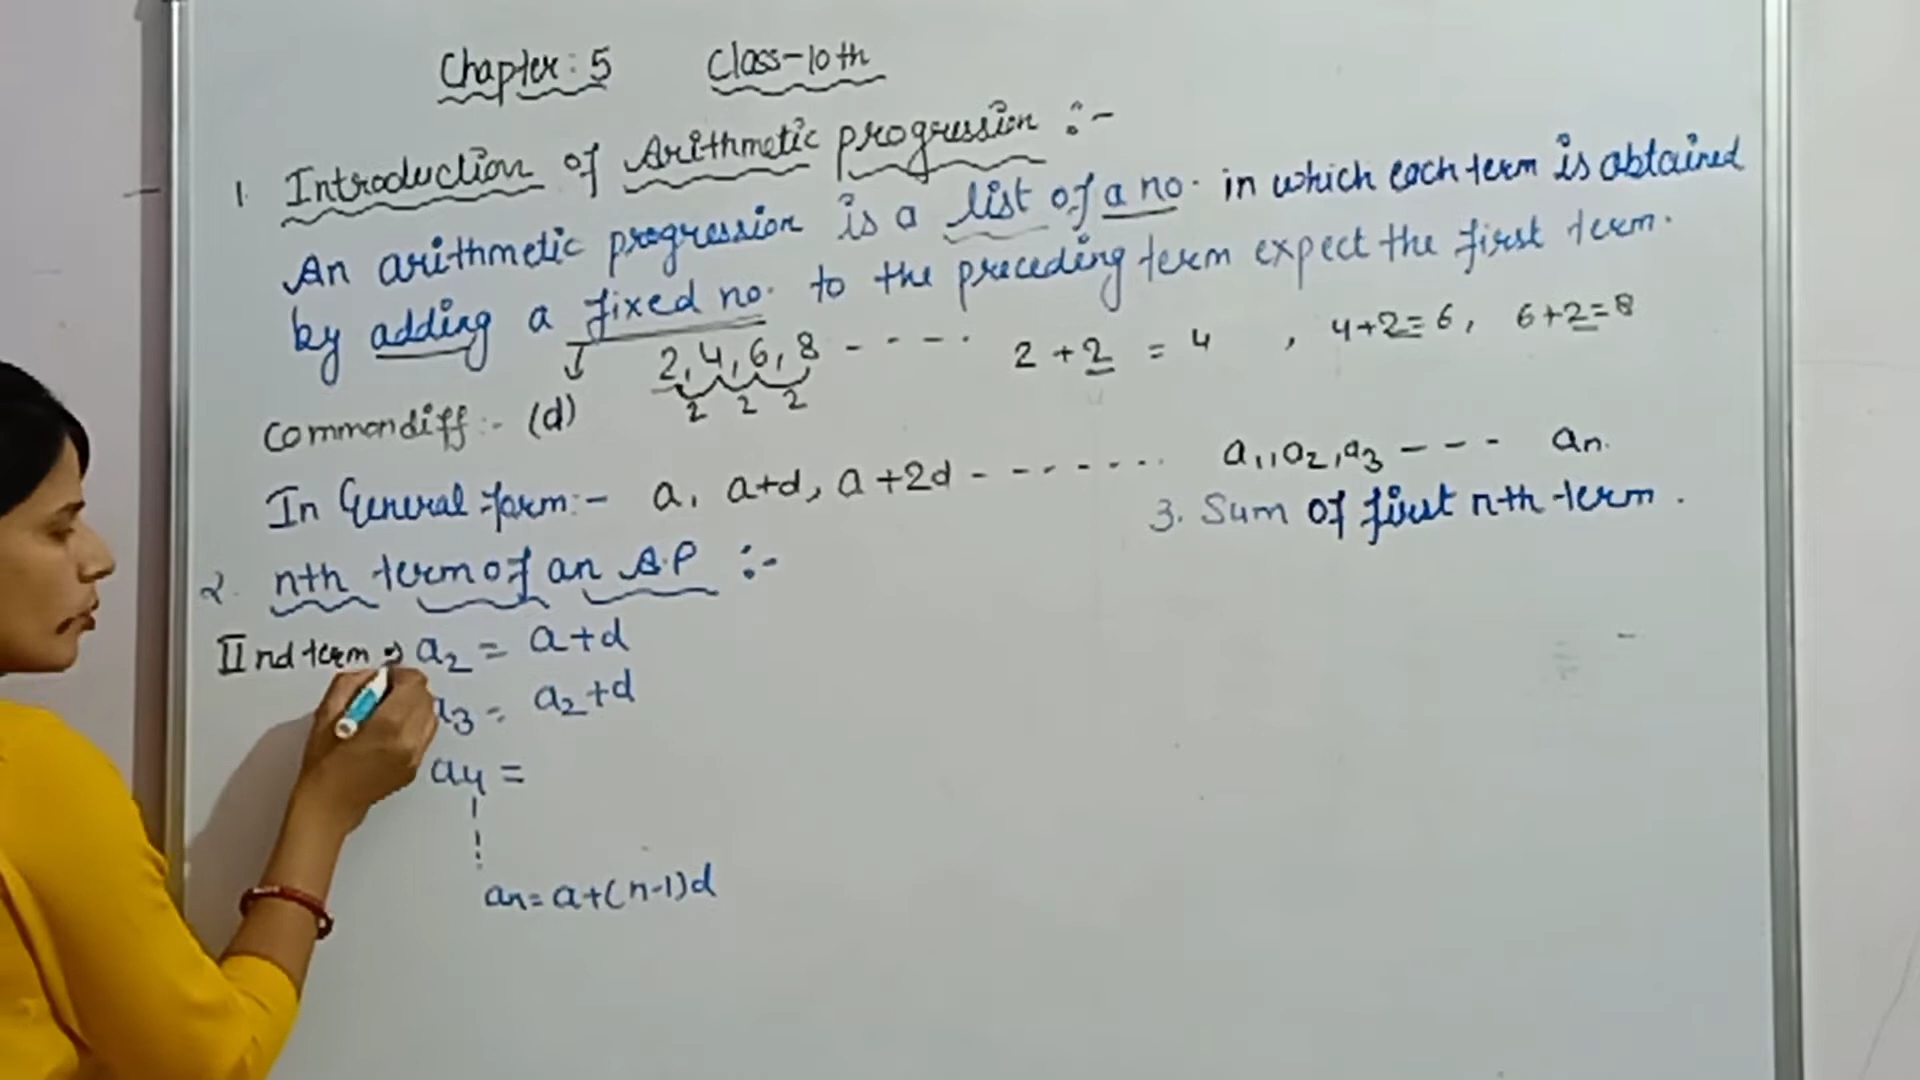 Chapter: 5 Class-10th
1. Introduction of Arithmetic progression :-
An arithmetic progression is a list of a no. in which each term is obtained
by adding a fixed no. to the preceding term expect the first term.
2, 4, 6, 8 - - - - . 2 + 2 = 4 , 4+2=6, 6+2=8
2 2 2
Common diff :- (d)
In General form:- a, a+d, a+2d - - - - - - - a1, a2, a3 - - - an.
3. Sum of first nth term.
2. nth term of an A.P :-
IInd term a2 = a+d
a3 = a2+d
a4 =
an = a+(n-1)d